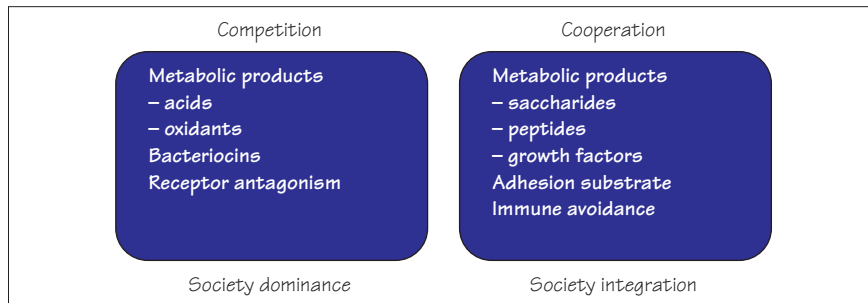 Competition
Metabolic products
– acids
– oxidants
Bacteriocins
Receptor antagonism
Society dominance
Cooperation
Metabolic products
– saccharides
– peptides
– growth factors
Adhesion substrate
Immune avoidance
Society integration